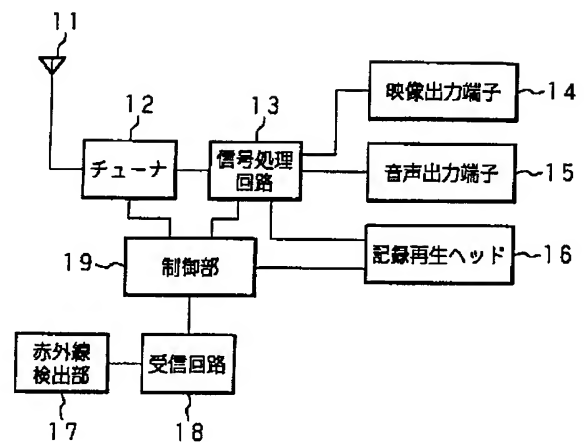 11
12
13
映像出力端子
14
チューナ
信号処理
回路
音声出力端子
15
19
制御部
記録再生ヘッド
16
赤外線
検出部
受信回路
17
18